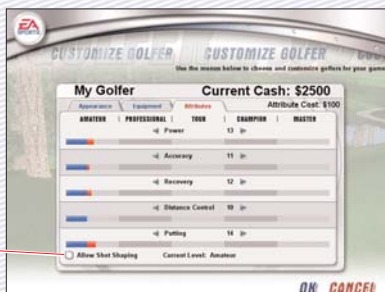 EA
SPORTS
CUSTOMIZE GOLFER CUSTOMIZE GOLFER
Use the menus below to choose and customize golfers for your game
My Golfer Current Cash: $2500
Appearance Equipment Attributes Attribute Cost: $100
AMATEUR | PROFESSIONAL | TOUR | CHAMPION | MASTER
Power 13
Accuracy 11
Recovery 12
Distance Control 10
Putting 14
Allow Shot Shaping Current Level: Amateur
OK CANCEL